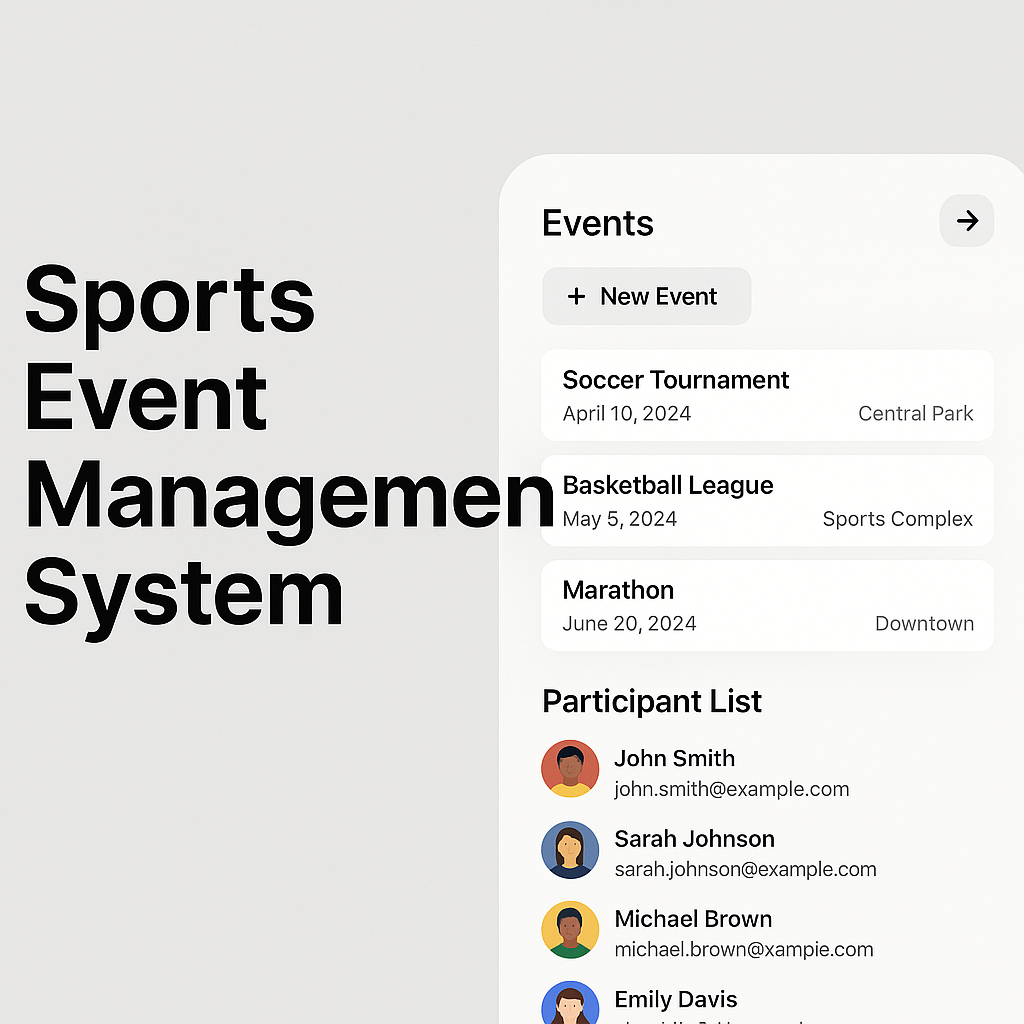 Sports
Event
Managemen
System
Events
+ New Event
Soccer Tournament
April 10, 2024 Central Park
Basketball League
May 5, 2024 Sports Complex
Marathon
June 20, 2024 Downtown
Participant List
John Smith
john.smith@example.com
Sarah Johnson
sarah.johnson@example.com
Michael Brown
michael.brown@xampie.com
Emily Davis